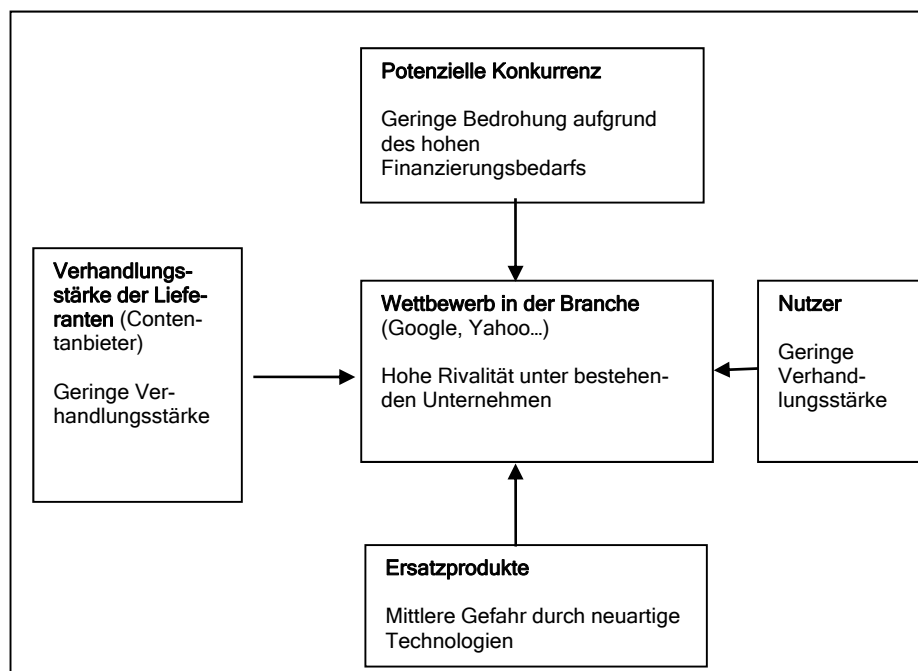 Potenzielle Konkurrenz
Geringe Bedrohung aufgrund
des hohen
Finanzierungsbedarfs
Verhandlungs-
stärke der Liefe-
ranten (Conten-
tanbieter)
Geringe Ver-
handlungsstärke
Wettbewerb in der Branche
(Google, Yahoo…)
Hohe Rivalität unter bestehen-
den Unternehmen
Nutzer
Geringe
Verhand-
lungsstärke
Ersatzprodukte
Mittlere Gefahr durch neuartige
Technologien